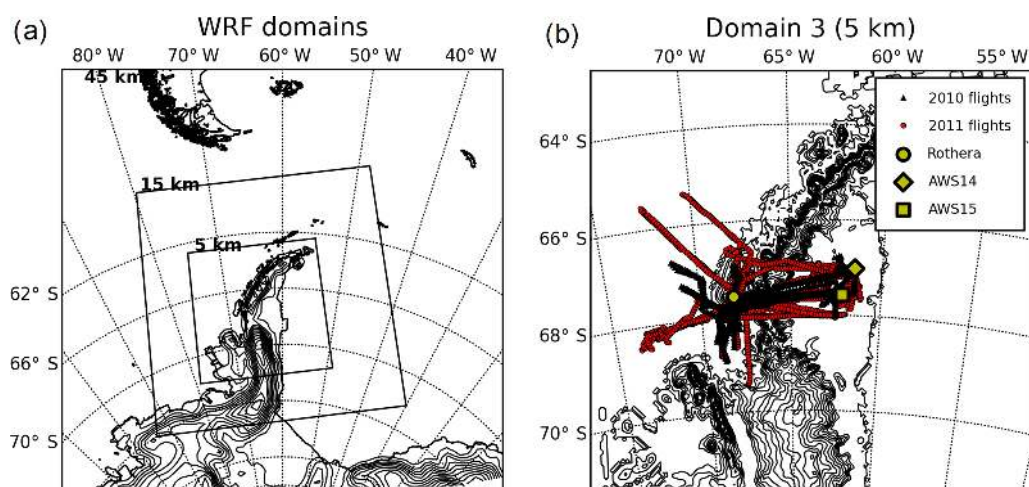 (a) WRF domains
80° W 70° W 60° W 50° W 40° W
45 km
15 km
5 km
62° S
66° S
70° S
(b) Domain 3 (5 km)
70° W 65° W 60° W 55° W
2010 flights
2011 flights
Rothera
AWS14
AWS15
64° S
66° S
68° S
70° S
0